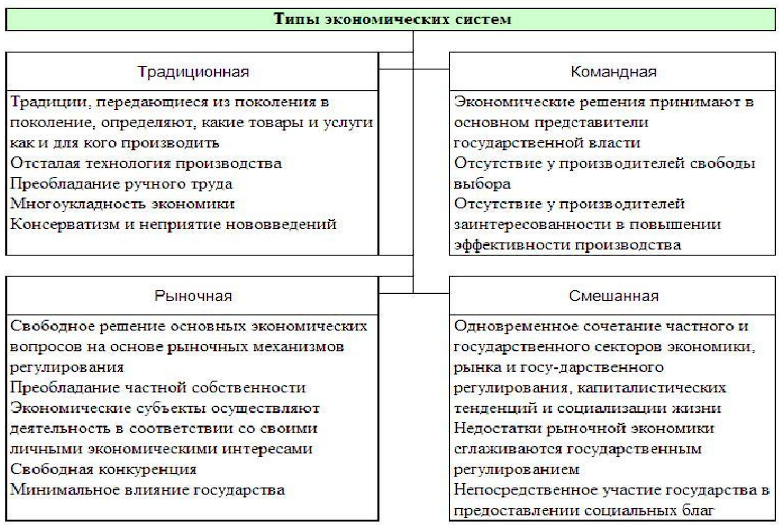 Типы экономических систем
Традиционная
Традиции, передающиеся из поколения в
поколение, определяют, какие товары и услуги
как и для кого производить
Отсталая технология производства
Преобладание ручного труда
Многоукладность экономики
Консерватизм и неприятие нововведений
Командная
Экономические решения принимают в
основном представители
государственной власти
Отсутствие у производителей свободы
выбора
Отсутствие у производителей
заинтересованности в повышении
эффективности производства
Рыночная
Свободное решение основных экономических
вопросов на основе рыночных механизмов
регулирования
Преобладание частной собственности
Экономические субъекты осуществляют
деятельность в соответствии со своими
личными экономическими интересами
Свободная конкуренция
Минимальное влияние государства
Смешанная
Одновременное сочетание частного и
государственного секторов экономики,
рынка и госу-дарственного
регулирования, капиталистических
тенденций и социализации жизни
Недостатки рыночной экономики
сглаживаются государственным
регулированием
Непосредственное участие государства в
предоставлении социальных благ